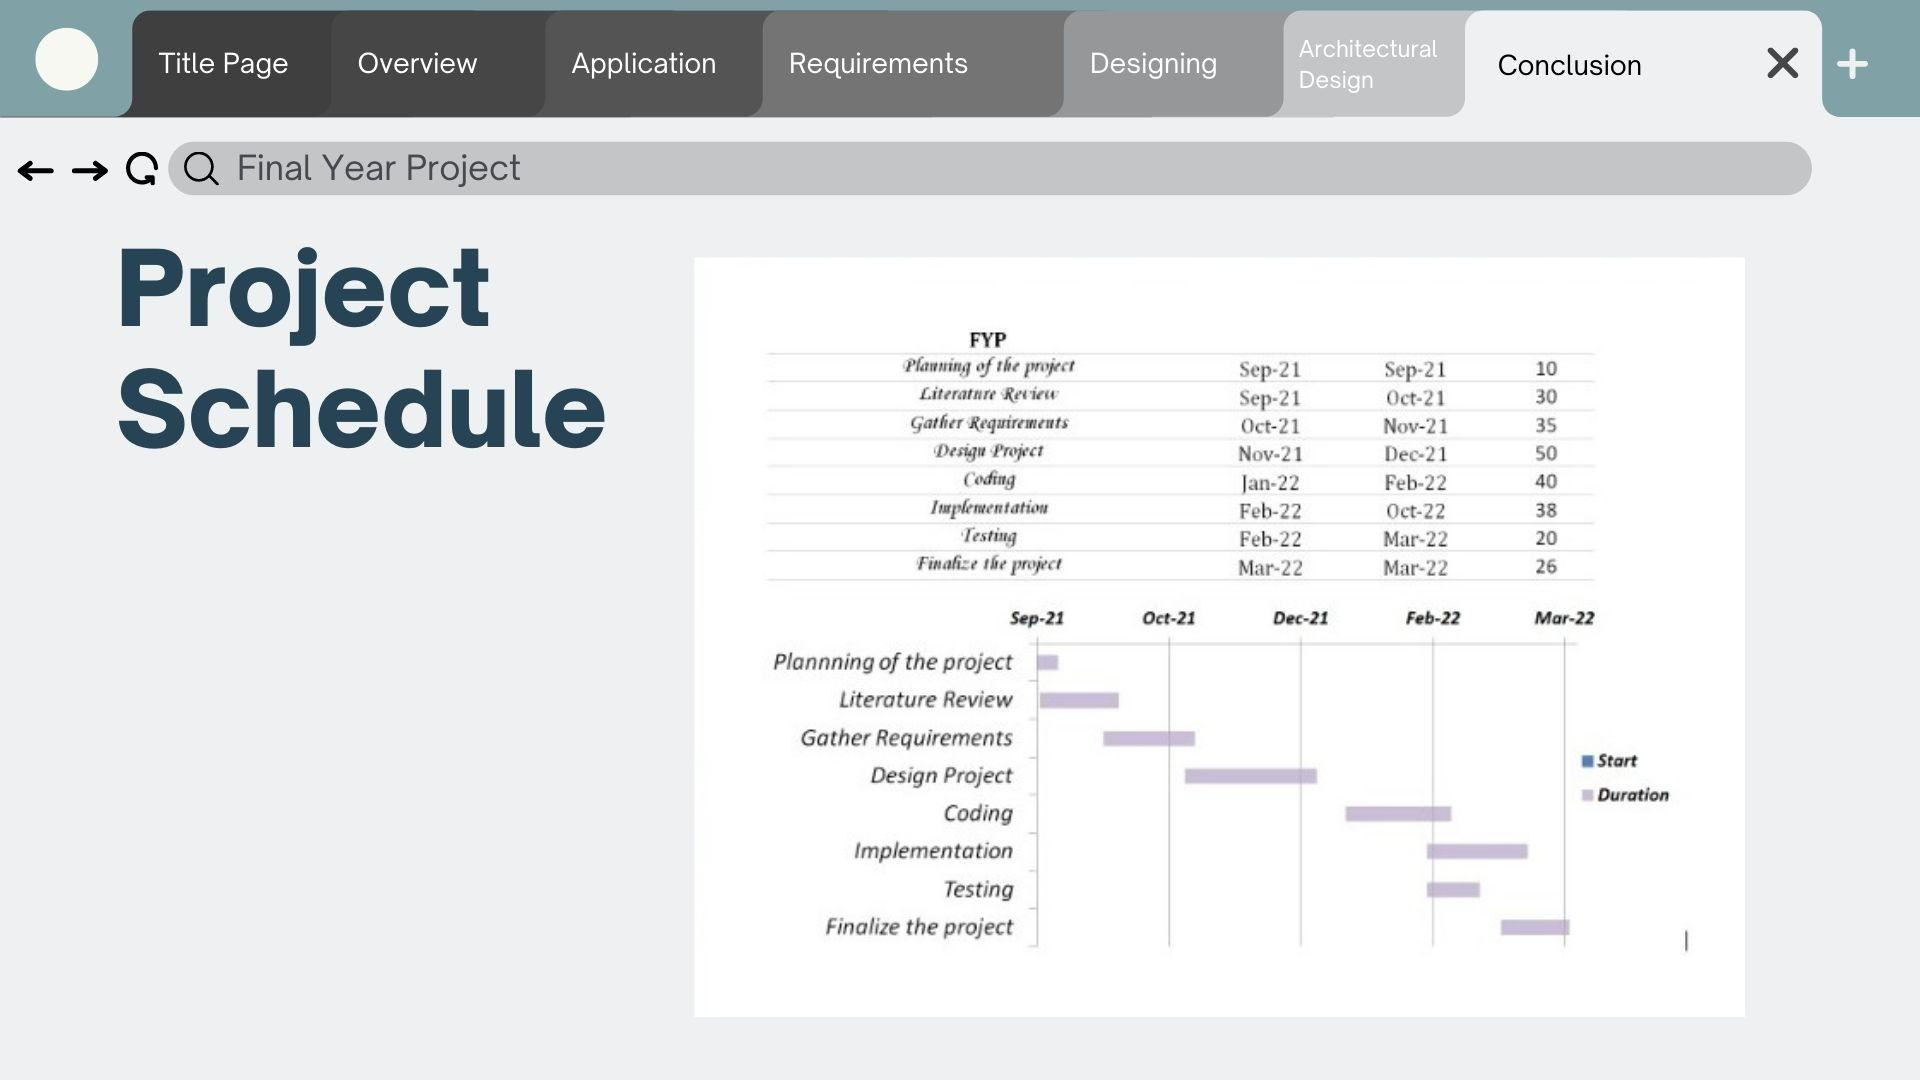 Title Page Overview Application Requirements Designing Architectural Design Conclusion
Final Year Project
Project
Schedule
FYP
Planning of the project Sep-21 Sep-21 10
Literature Review Sep-21 Oct-21 30
Gather Requirements Oct-21 Nov-21 35
Design Project Nov-21 Dec-21 50
Coding Jan-22 Feb-22 40
Implementation Feb-22 Oct-22 38
Testing Feb-22 Mar-22 20
Finalize the project Mar-22 Mar-22 26
Sep-21 Oct-21 Dec-21 Feb-22 Mar-22
Plannning of the project
Literature Review
Gather Requirements
Design Project
Coding
Implementation
Testing
Finalize the project
Start
Duration